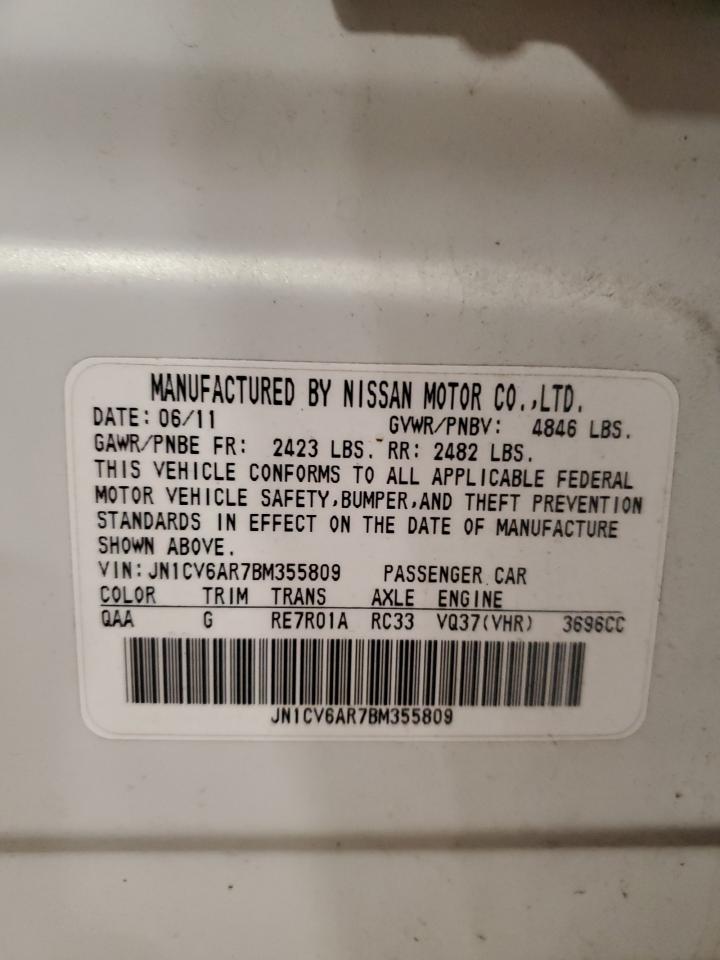 MANUFACTURED BY NISSAN MOTOR CO.,LTD.
DATE: 06/11 GVWR/PNBV: 4846 LBS.
GAWR/PNBE FR: 2423 LBS. RR: 2482 LBS.
THIS VEHICLE CONFORMS TO ALL APPLICABLE FEDERAL
MOTOR VEHICLE SAFETY,BUMPER,AND THEFT PREVENTION
STANDARDS IN EFFECT ON THE DATE OF MANUFACTURE
SHOWN ABOVE.
VIN: JN1CV6AR7BM355809 PASSENGER CAR
COLOR TRIM TRANS AXLE ENGINE
QAA G RE7R01A RC33 VQ37(VHR) 3696CC
JN1CV6AR7BM355809